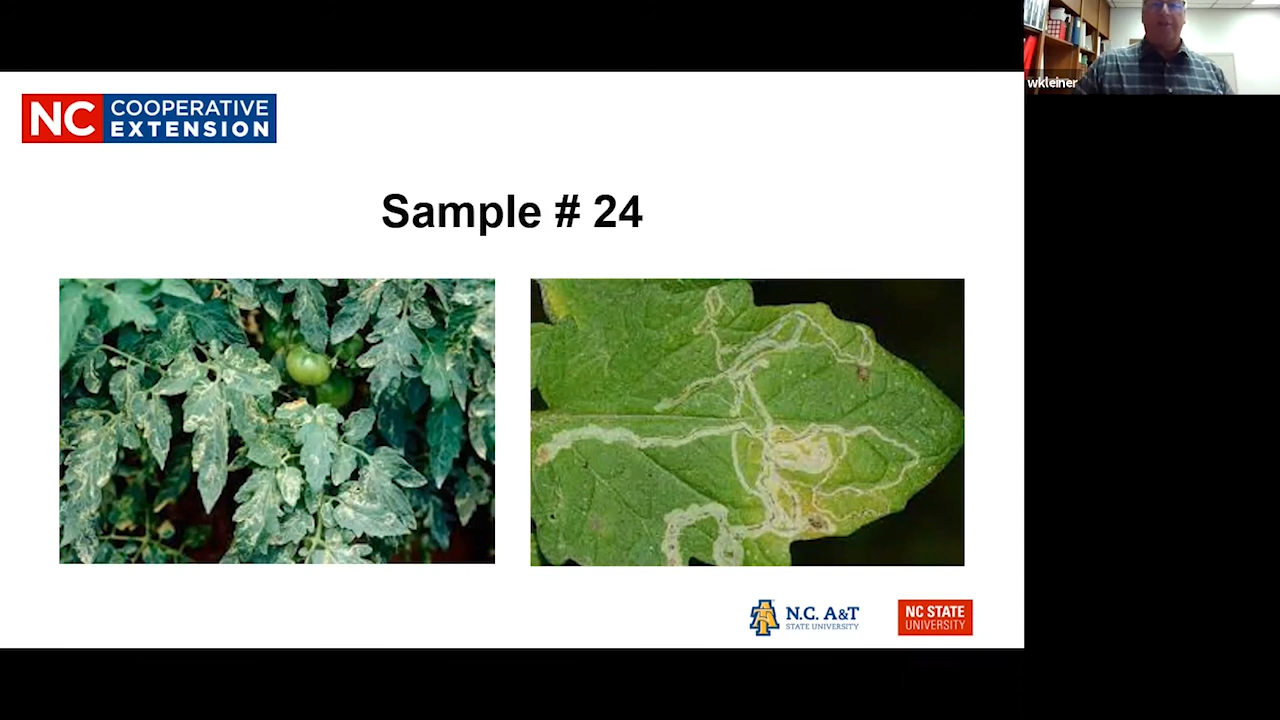 wkleiner
NC COOPERATIVE
EXTENSION
Sample # 24
N.C. A&T
STATE UNIVERSITY
NC STATE
UNIVERSITY